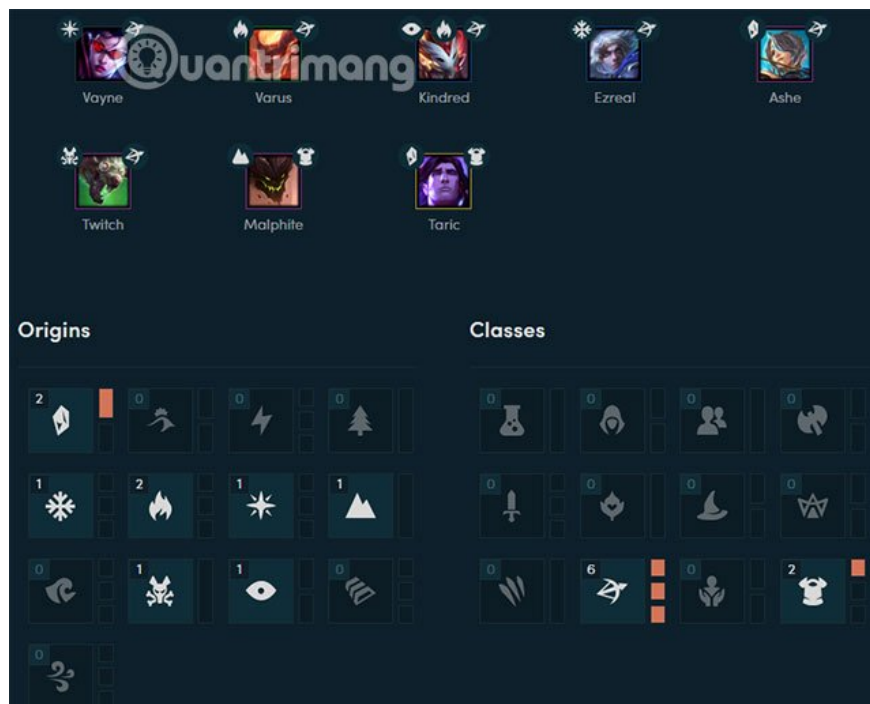 Quantrimang
Vayne Varus Kindred Ezreal Ashe
Twitch Malphite Taric
Origins Classes
2 0 0 0 0 0 0 0
1 2 1 1 0 0 0 0
0 1 1 0 0 6 0 2
0